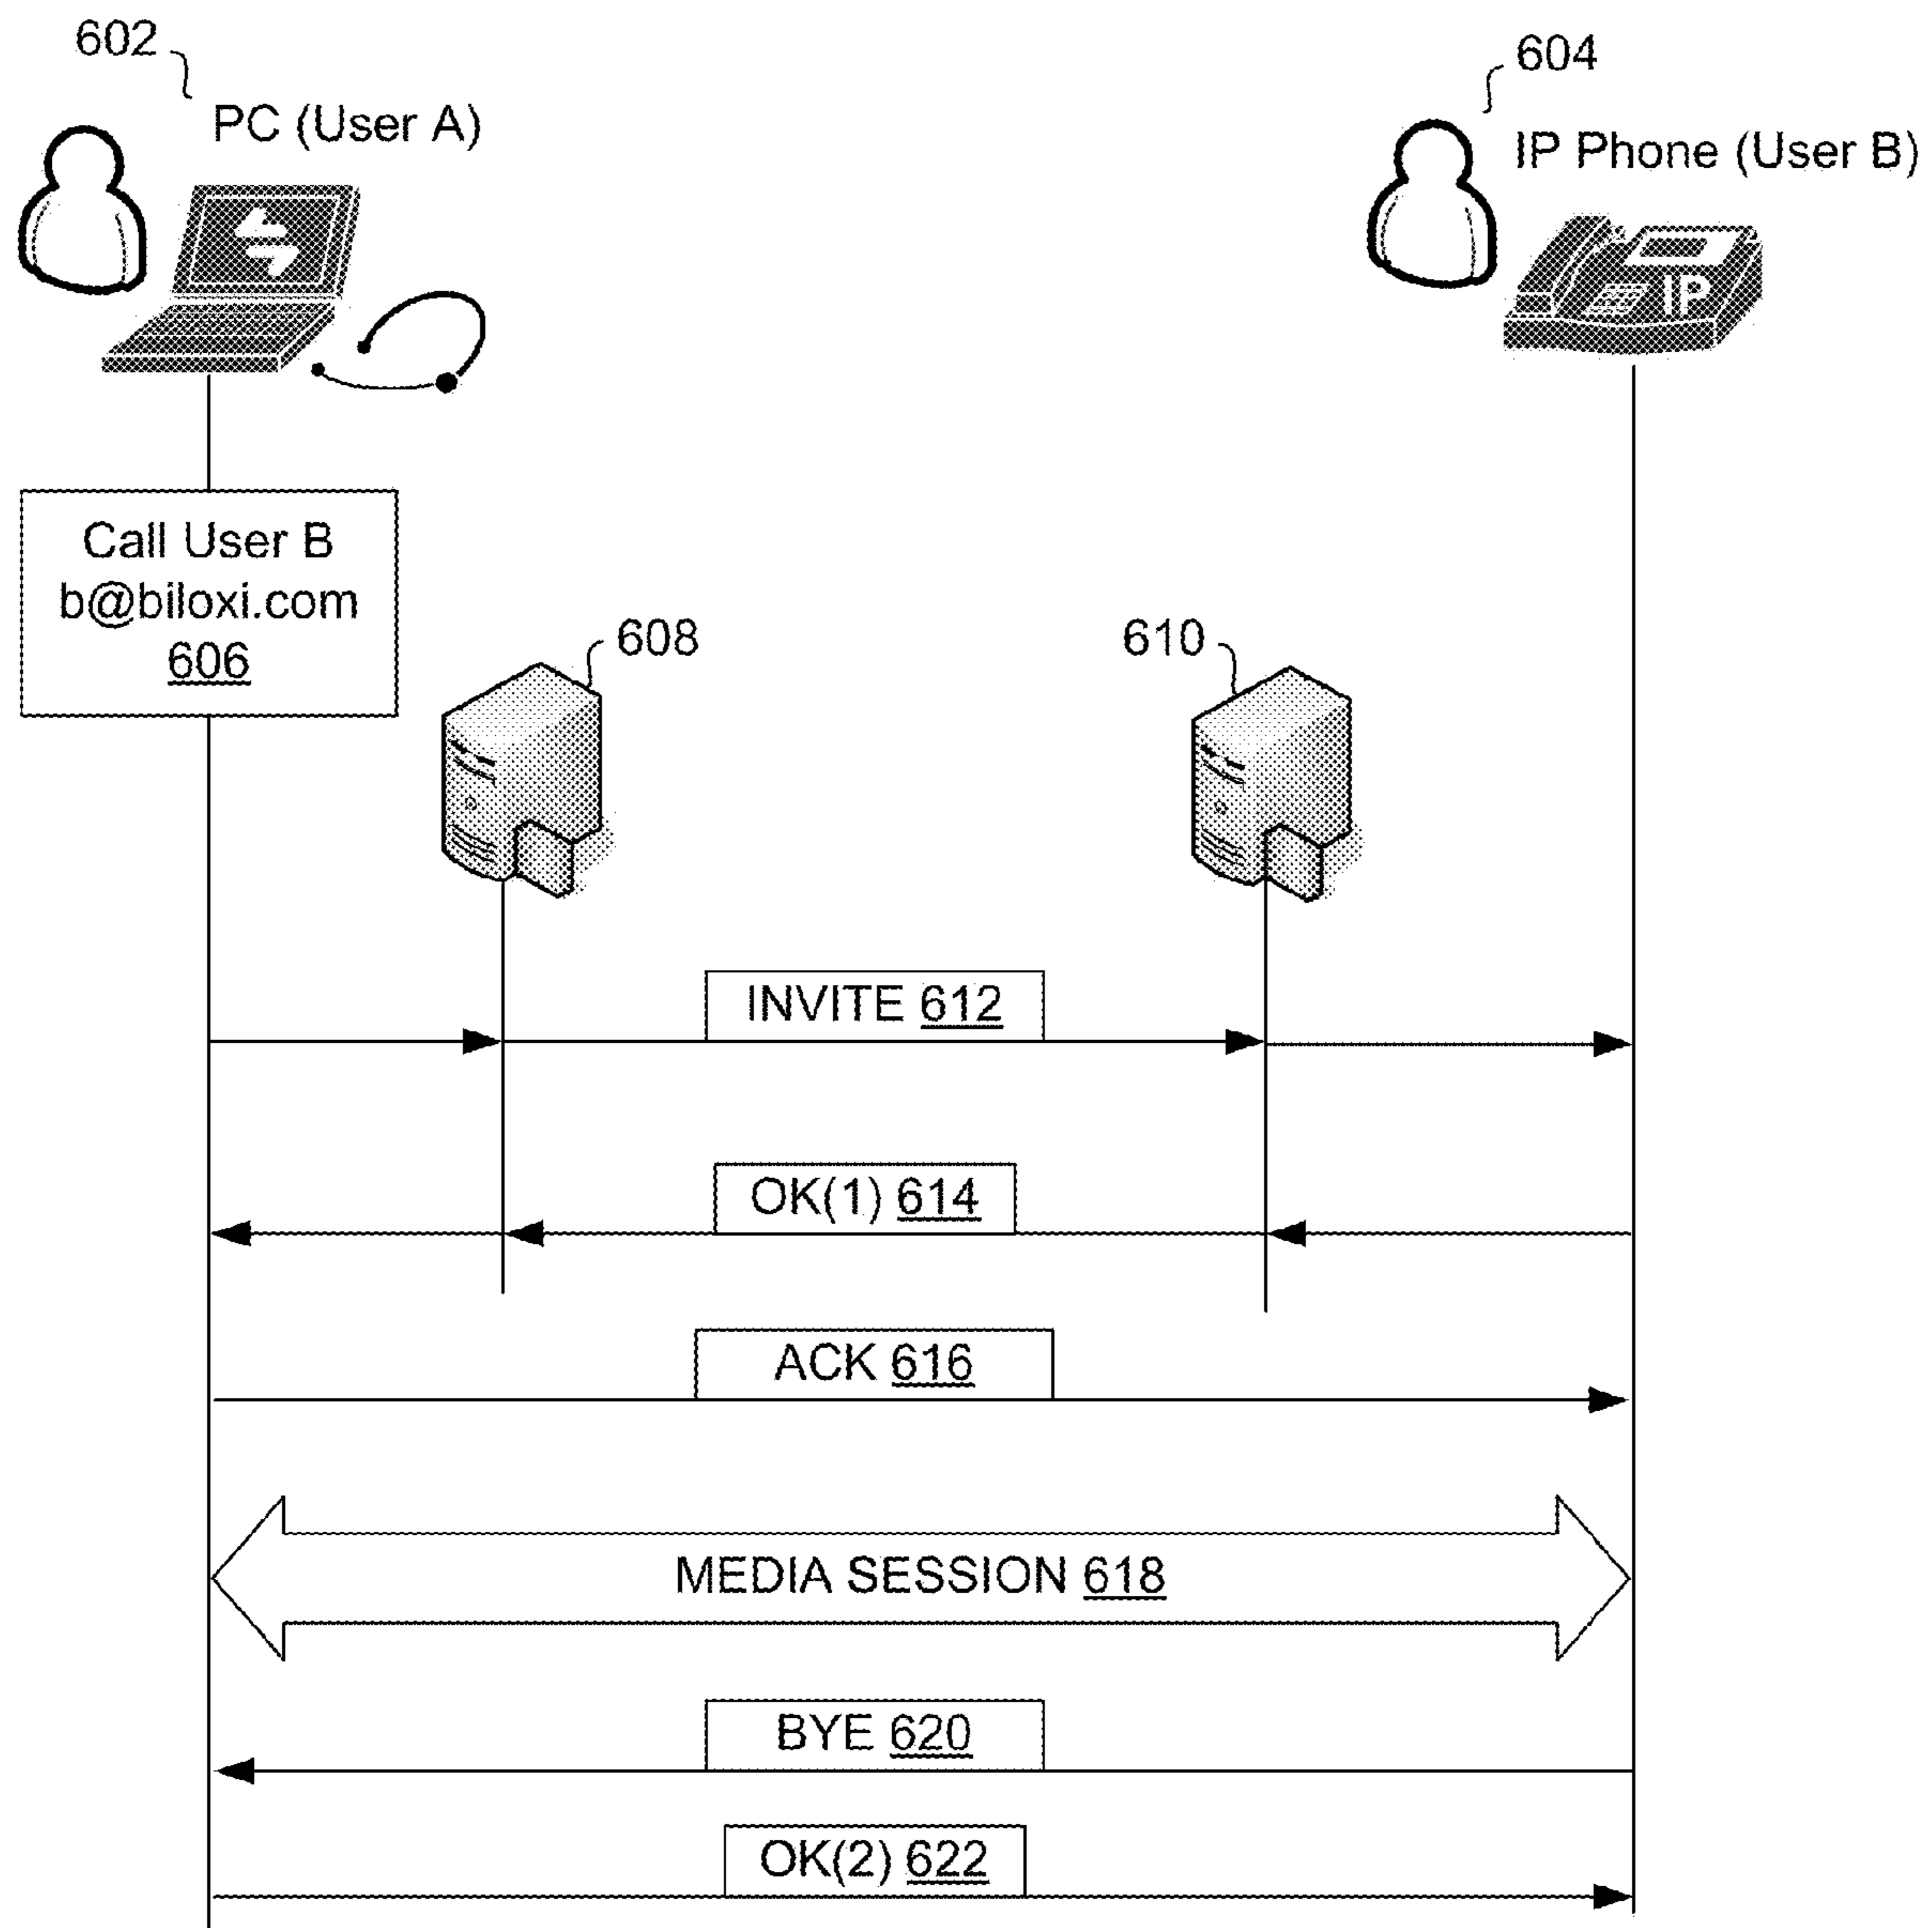 602
PC (User A)
604
IP Phone (User B)
IP
Call User B
b@biloxi.com
606
608
610
INVITE 612
OK(1) 614
ACK 616
MEDIA SESSION 618
BYE 620
OK(2) 622